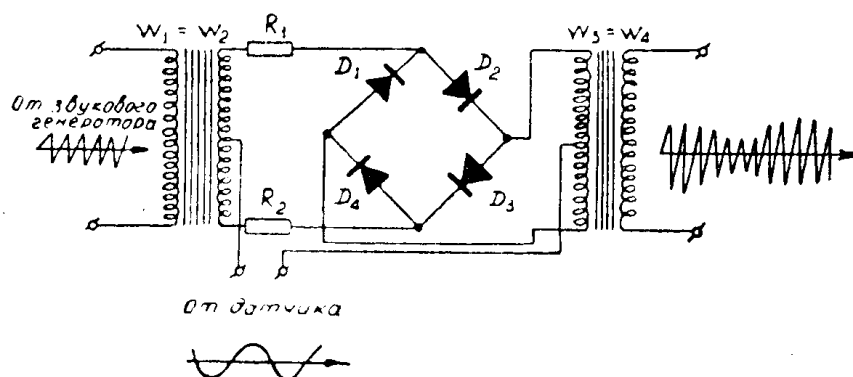 W₁ = W₂
R₁
W₃ = W₄
D₁
D₂
От звукового
генератора
D₄
D₃
R₂
От датчика